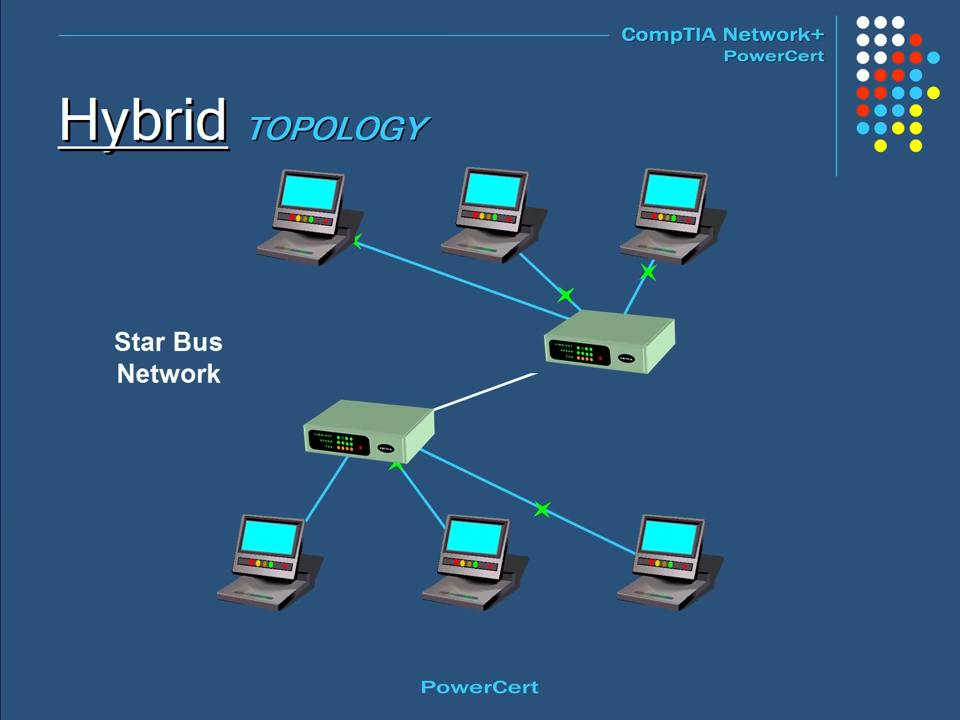 CompTIA Network+
PowerCert
Hybrid TOPOLOGY
Star Bus
Network
PowerCert